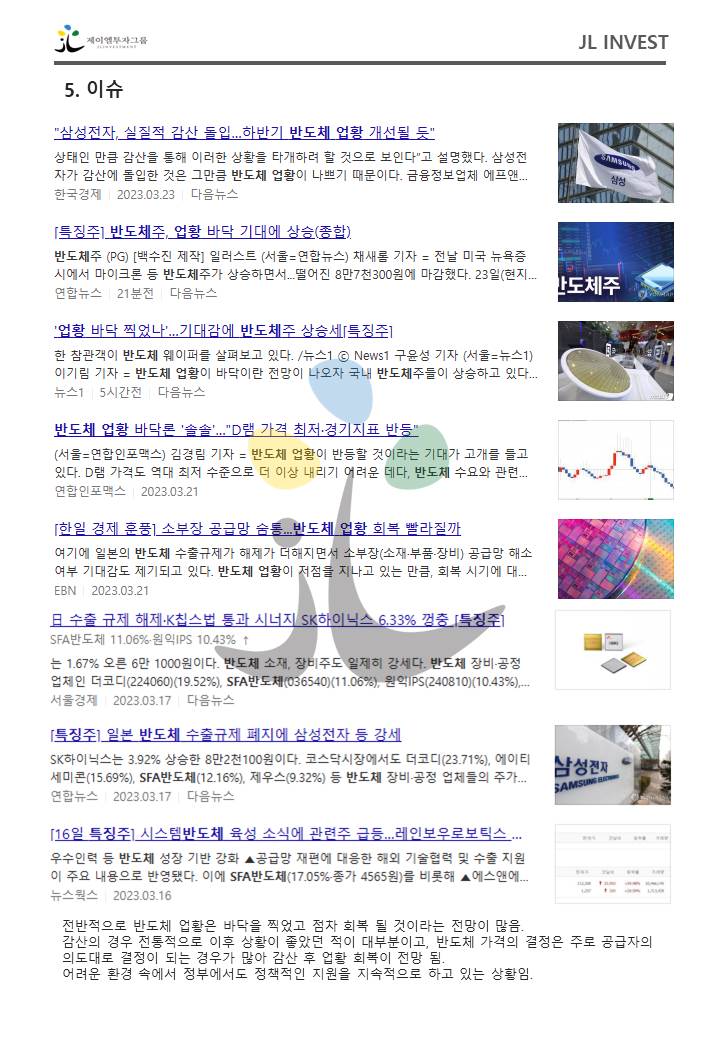 제이엘투자그룹
JL INVESTMENT
JL INVEST
5. 이슈
"삼성전자, 실질적 감산 돌입...하반기 반도체 업황 개선될 듯"
상태인 만큼 감산을 통해 이러한 상황을 타개하려 할 것으로 보인다"고 설명했다. 삼성전
자가 감산에 돌입한 것은 그만큼 반도체 업황이 나쁘기 때문이다. 금융정보업체 에프앤...
한국경제 | 2023.03.23 | 다음뉴스
SAMSUNG
삼성
[특징주] 반도체주, 업황 바닥 기대에 상승(종합)
반도체주 (PG) [백수진 제작] 일러스트 (서울=연합뉴스) 채새롬 기자 = 전날 미국 뉴욕증
시에서 마이크론 등 반도체주가 상승하면서...떨어진 8만7천300원에 마감했다. 23일(현지...
연합뉴스 | 21분전 | 다음뉴스
반도체주
'업황 바닥 찍었나'...기대감에 반도체주 상승세[특징주]
한 참관객이 반도체 웨이퍼를 살펴보고 있다. /뉴스1 ⓒ News1 구윤성 기자 (서울=뉴스1)
이기림 기자 = 반도체 업황이 바닥이란 전망이 나오자 국내 반도체주들이 상승하고 있다...
뉴스1 | 5시간전 | 다음뉴스
반도체 업황 바닥론 '솔솔'..."D램 가격 최저·경기지표 반등"
(서울=연합인포맥스) 김경림 기자 = 반도체 업황이 반등할 것이라는 기대가 고개를 들고
있다. D램 가격도 역대 최저 수준으로 더 이상 내리기 어려운 데다, 반도체 수요와 관련...
연합인포맥스 | 2023.03.21
[한일 경제 훈풍] 소부장 공급망 숨통...반도체 업황 회복 빨라질까
여기에 일본의 반도체 수출규제가 해제가 더해지면서 소부장(소재·부품·장비) 공급망 해소
여부 기대감도 제기되고 있다. 반도체 업황이 저점을 지나고 있는 만큼, 회복 시기에 대...
EBN | 2023.03.21
日 수출 규제 해제·K칩스법 통과 시너지 SK하이닉스 6.33% 껑충 [특징주]
SFA반도체 11.06%·원익IPS 10.43% ↑
는 1.67% 오른 6만 1000원이다. 반도체 소재, 장비주도 일제히 강세다. 반도체 장비·공정
업체인 더코디(224060)(19.52%), SFA반도체(036540)(11.06%), 원익IPS(240810)(10.43%),...
서울경제 | 2023.03.17 | 다음뉴스
[특징주] 일본 반도체 수출규제 폐지에 삼성전자 등 강세
SK하이닉스는 3.92% 상승한 8만2천100원이다. 코스닥시장에서도 더코디(23.71%), 에이티
세미콘(15.69%), SFA반도체(12.16%), 제우스(9.32%) 등 반도체 장비·공정 업체들의 주가...
연합뉴스 | 2023.03.17 | 다음뉴스
삼성전자
SAMSUNG ELECTRONICS
[16일 특징주] 시스템반도체 육성 소식에 관련주 급등...레인보우로보틱스 ...
우수인력 등 반도체 성장 기반 강화 ▲공급망 재편에 대응한 해외 기술협력 및 수출 지원
이 주요 내용으로 반영됐다. 이에 SFA반도체(17.05%·종가 4565원)를 비롯해 ▲에스앤에...
뉴스웍스 | 2023.03.16
전반적으로 반도체 업황은 바닥을 찍었고 점차 회복 될 것이라는 전망이 많음.
감산의 경우 전통적으로 이후 상황이 좋았던 적이 대부분이고, 반도체 가격의 결정은 주로 공급자의
의도대로 결정이 되는 경우가 많아 감산 후 업황 회복이 전망 됨.
어려운 환경 속에서 정부에서도 정책적인 지원을 지속적으로 하고 있는 상황임.